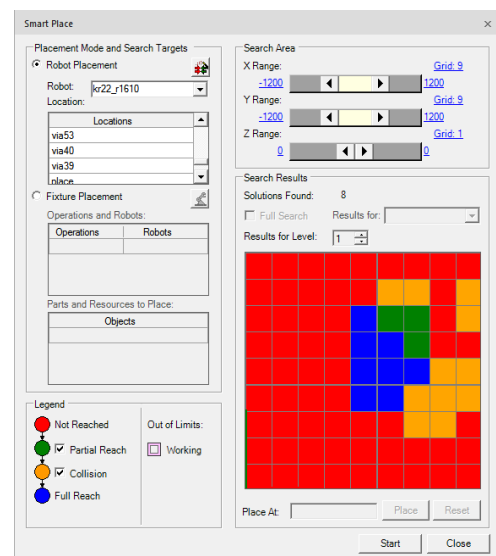 Smart Place
Placement Mode and Search Targets
Robot Placement
Robot: kr22_r1610
Location:
Locations
via53
via40
via39
place
Fixture Placement
Operations and Robots:
Operations Robots
Parts and Resources to Place:
Objects
Legend
Not Reached
Partial Reach
Collision
Full Reach
Out of Limits:
Working
Search Area
X Range: Grid: 9
-1200 1200
Y Range: Grid: 9
-1200 1200
Z Range: Grid: 1
0 0
Search Results
Solutions Found: 8
Full Search Results for:
Results for Level: 1
Place At: Place Reset
Start Close